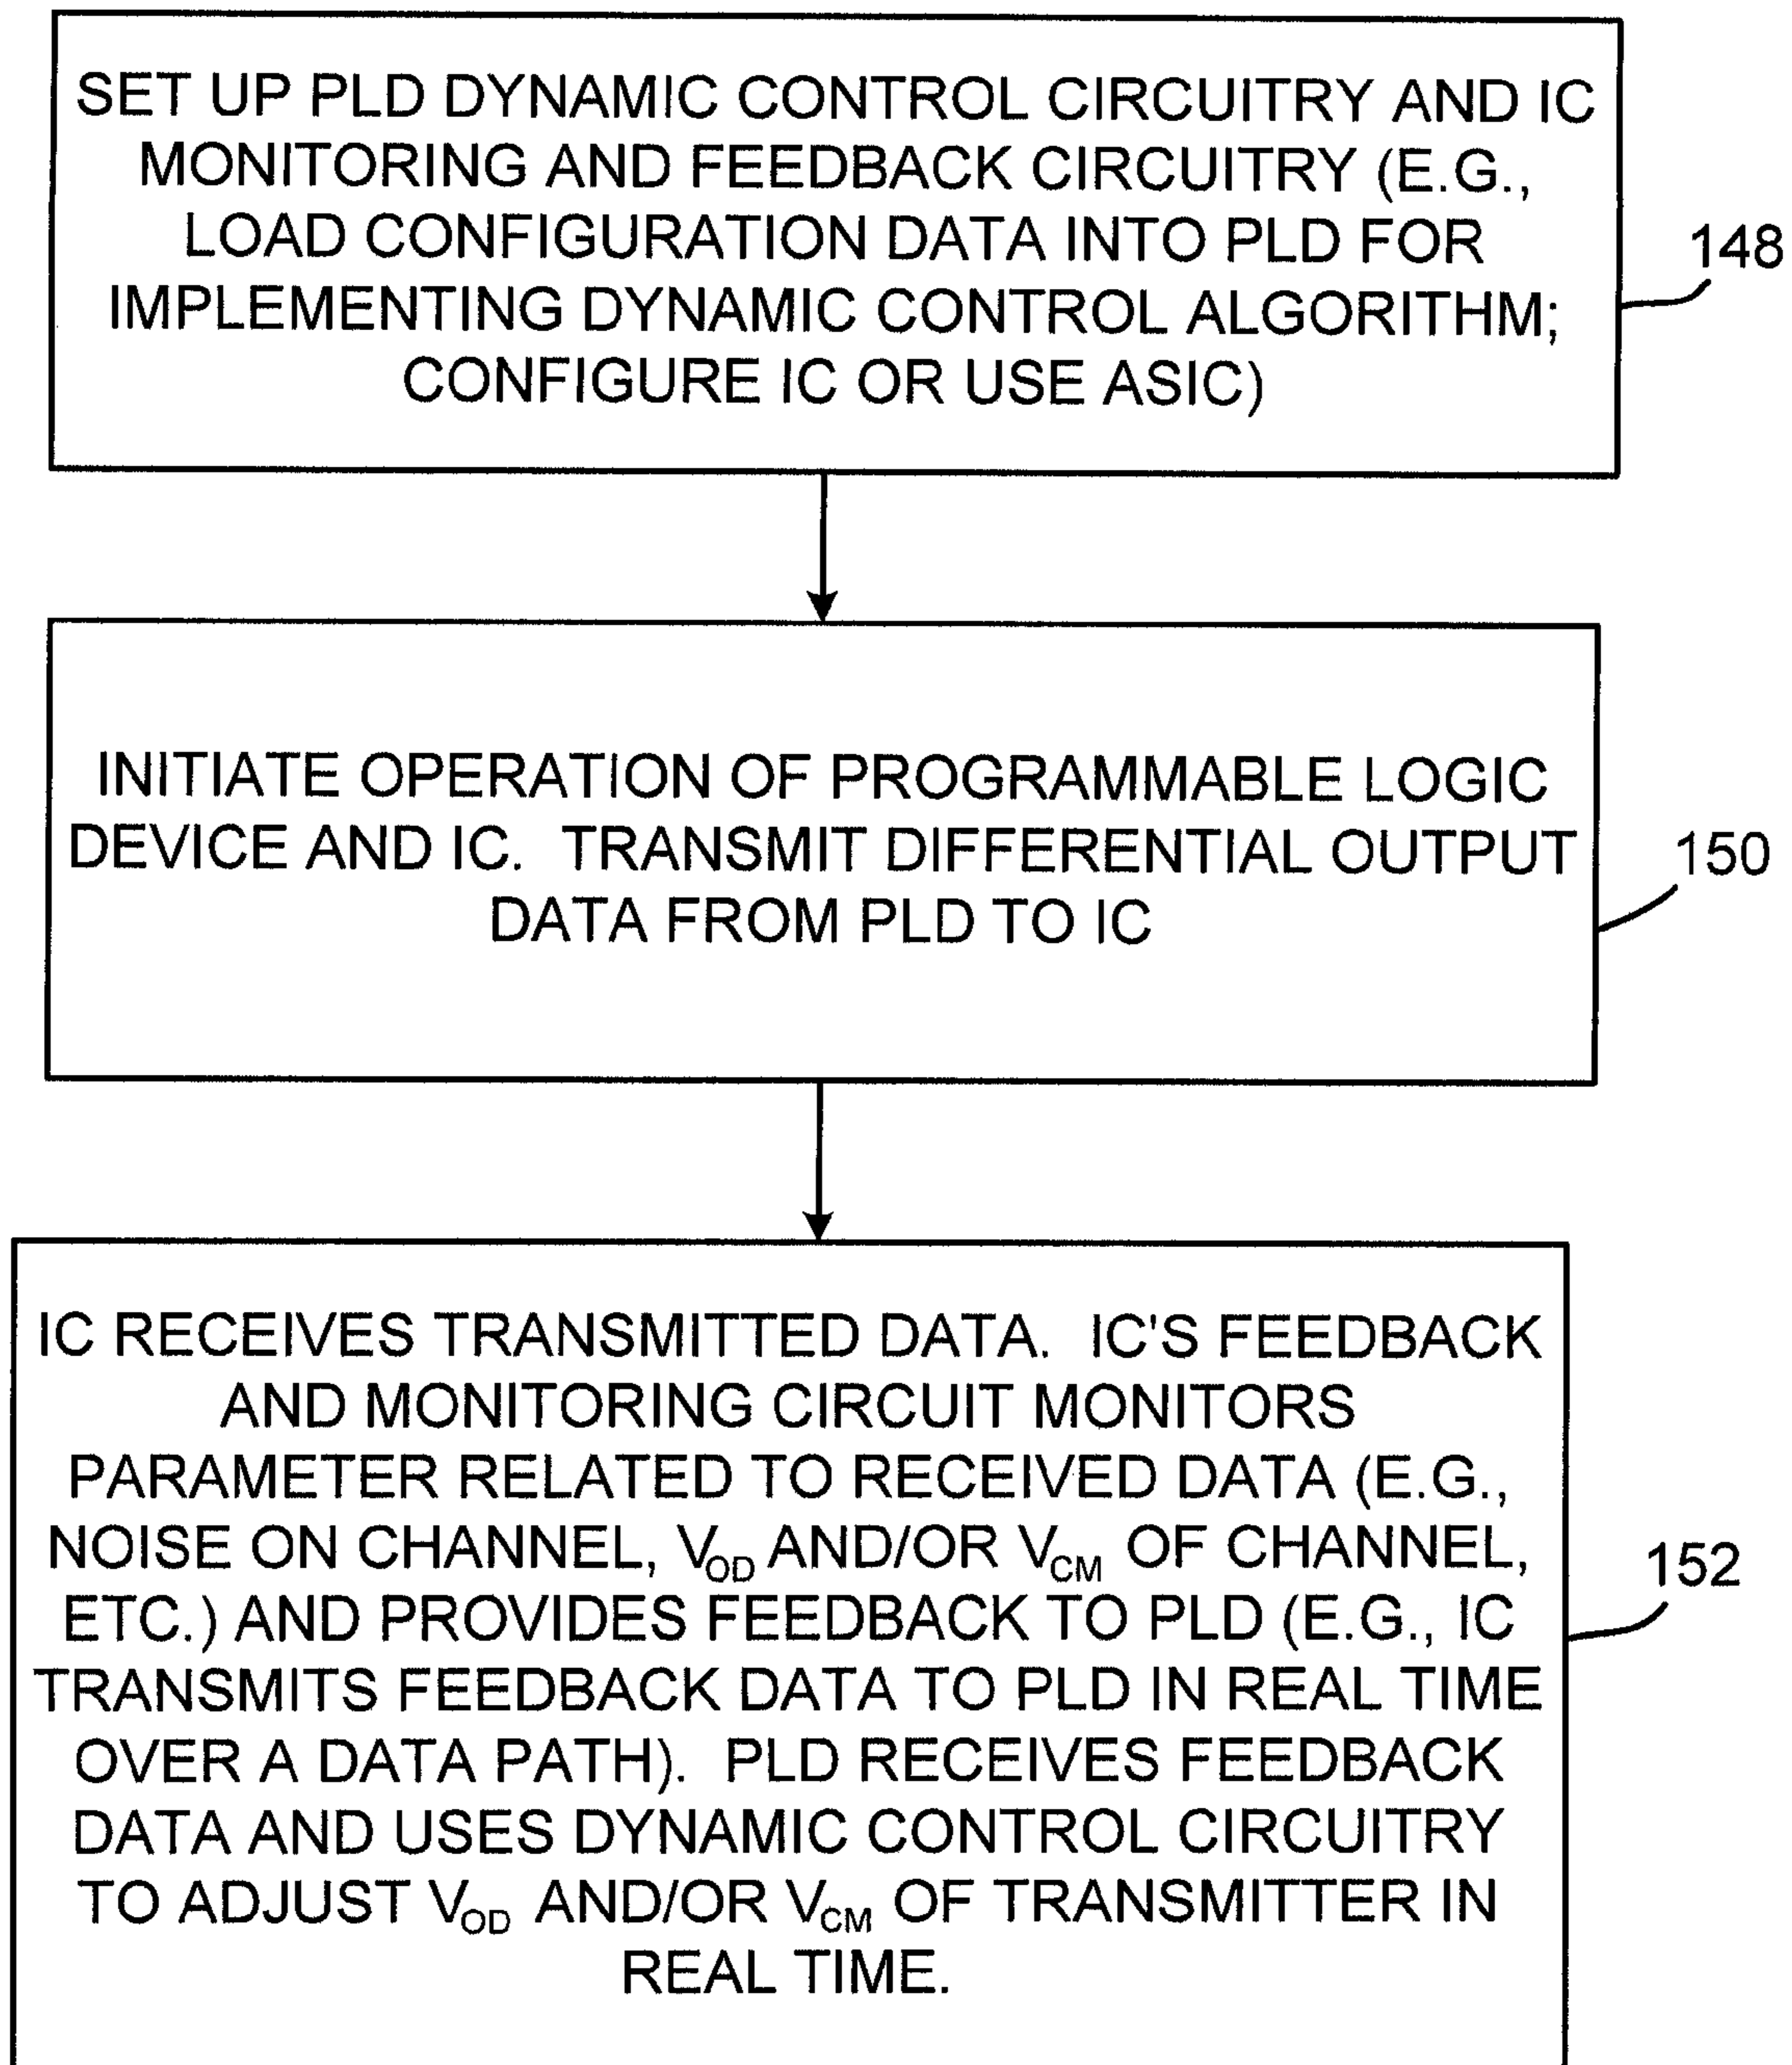 SET UP PLD DYNAMIC CONTROL CIRCUITRY AND IC
MONITORING AND FEEDBACK CIRCUITRY (E.G.,
LOAD CONFIGURATION DATA INTO PLD FOR
IMPLEMENTING DYNAMIC CONTROL ALGORITHM;
CONFIGURE IC OR USE ASIC)
148
INITIATE OPERATION OF PROGRAMMABLE LOGIC
DEVICE AND IC. TRANSMIT DIFFERENTIAL OUTPUT
DATA FROM PLD TO IC
150
IC RECEIVES TRANSMITTED DATA. IC'S FEEDBACK
AND MONITORING CIRCUIT MONITORS
PARAMETER RELATED TO RECEIVED DATA (E.G.,
NOISE ON CHANNEL, VOD AND/OR VCM OF CHANNEL,
ETC.) AND PROVIDES FEEDBACK TO PLD (E.G., IC
TRANSMITS FEEDBACK DATA TO PLD IN REAL TIME
OVER A DATA PATH). PLD RECEIVES FEEDBACK
DATA AND USES DYNAMIC CONTROL CIRCUITRY
TO ADJUST VOD AND/OR VCM OF TRANSMITTER IN
REAL TIME.
152